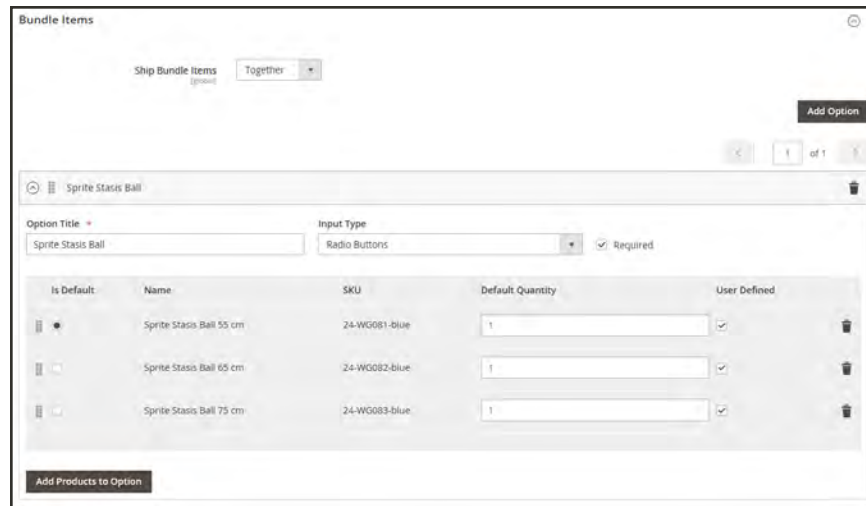 Bundle Items
Ship Bundle Items Together
[global]
Add Option
1 of 1
Sprite Stasis Ball
Option Title * Input Type
Sprite Stasis Ball Radio Buttons Required
Is Default Name SKU Default Quantity User Defined
Sprite Stasis Ball 55 cm 24-WG081-blue 1
Sprite Stasis Ball 65 cm 24-WG082-blue 1
Sprite Stasis Ball 75 cm 24-WG083-blue 1
Add Products to Option